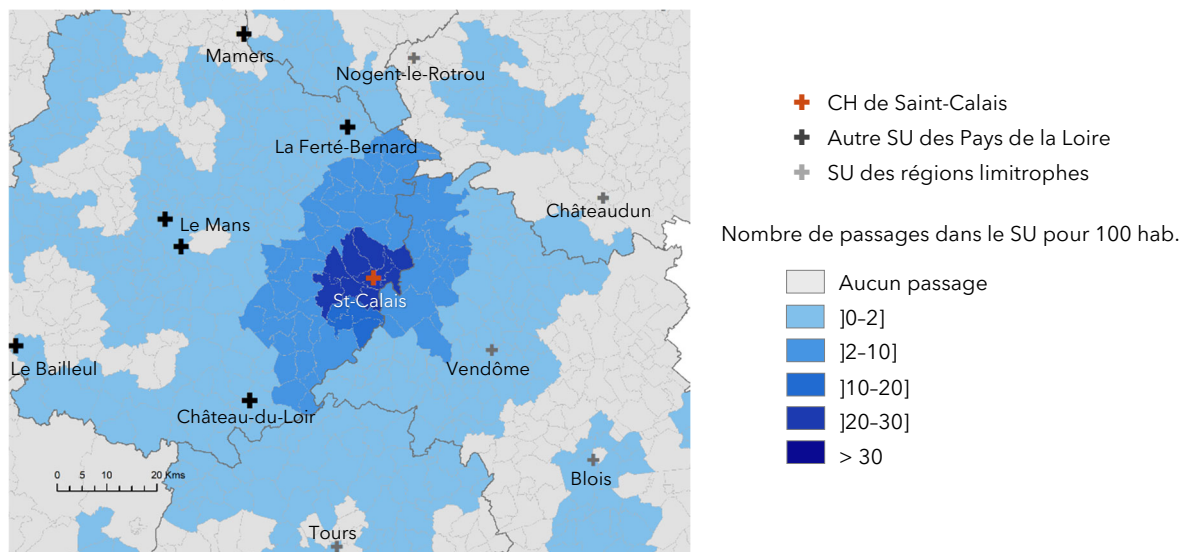 Mamers
Nogent-le-Rotrou
La Ferté-Bernard
Châteaudun
Le Mans
St-Calais
Le Bailleul
Vendôme
Château-du-Loir
0 5 10 20 Kms
Blois
Tours
CH de Saint-Calais
Autre SU des Pays de la Loire
SU des régions limitrophes
Nombre de passages dans le SU pour 100 hab.
Aucun passage
]0–2]
]2–10]
]10–20]
]20–30]
> 30